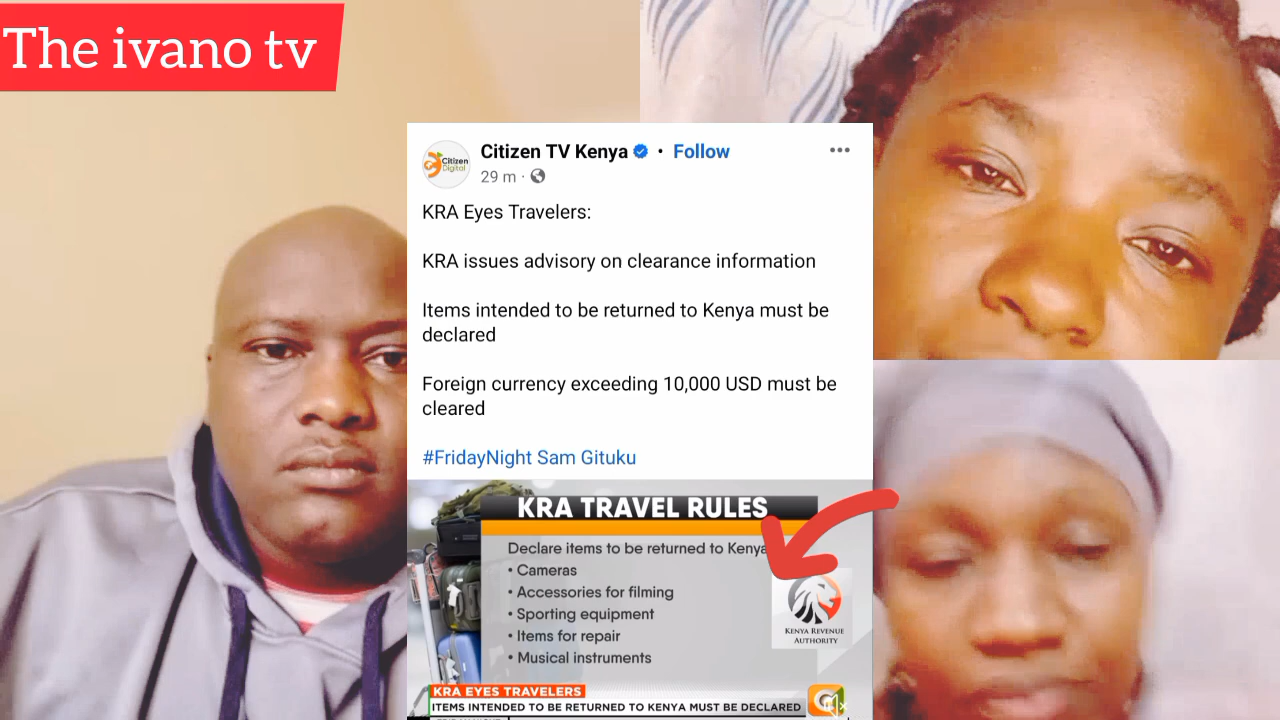 The ivano tv
Citizen TV Kenya • Follow
Citizen
Digital
29 m ·
KRA Eyes Travelers:
KRA issues advisory on clearance information
Items intended to be returned to Kenya must be
declared
Foreign currency exceeding 10,000 USD must be
cleared
#FridayNight Sam Gituku
KRA TRAVEL RULES
Declare items to be returned to Kenya
• Cameras
• Accessories for filming
• Sporting equipment
• Items for repair
• Musical instruments
KENYA REVENUE
AUTHORITY
KRA EYES TRAVELERS
ITEMS INTENDED TO BE RETURNED TO KENYA MUST BE DECLARED